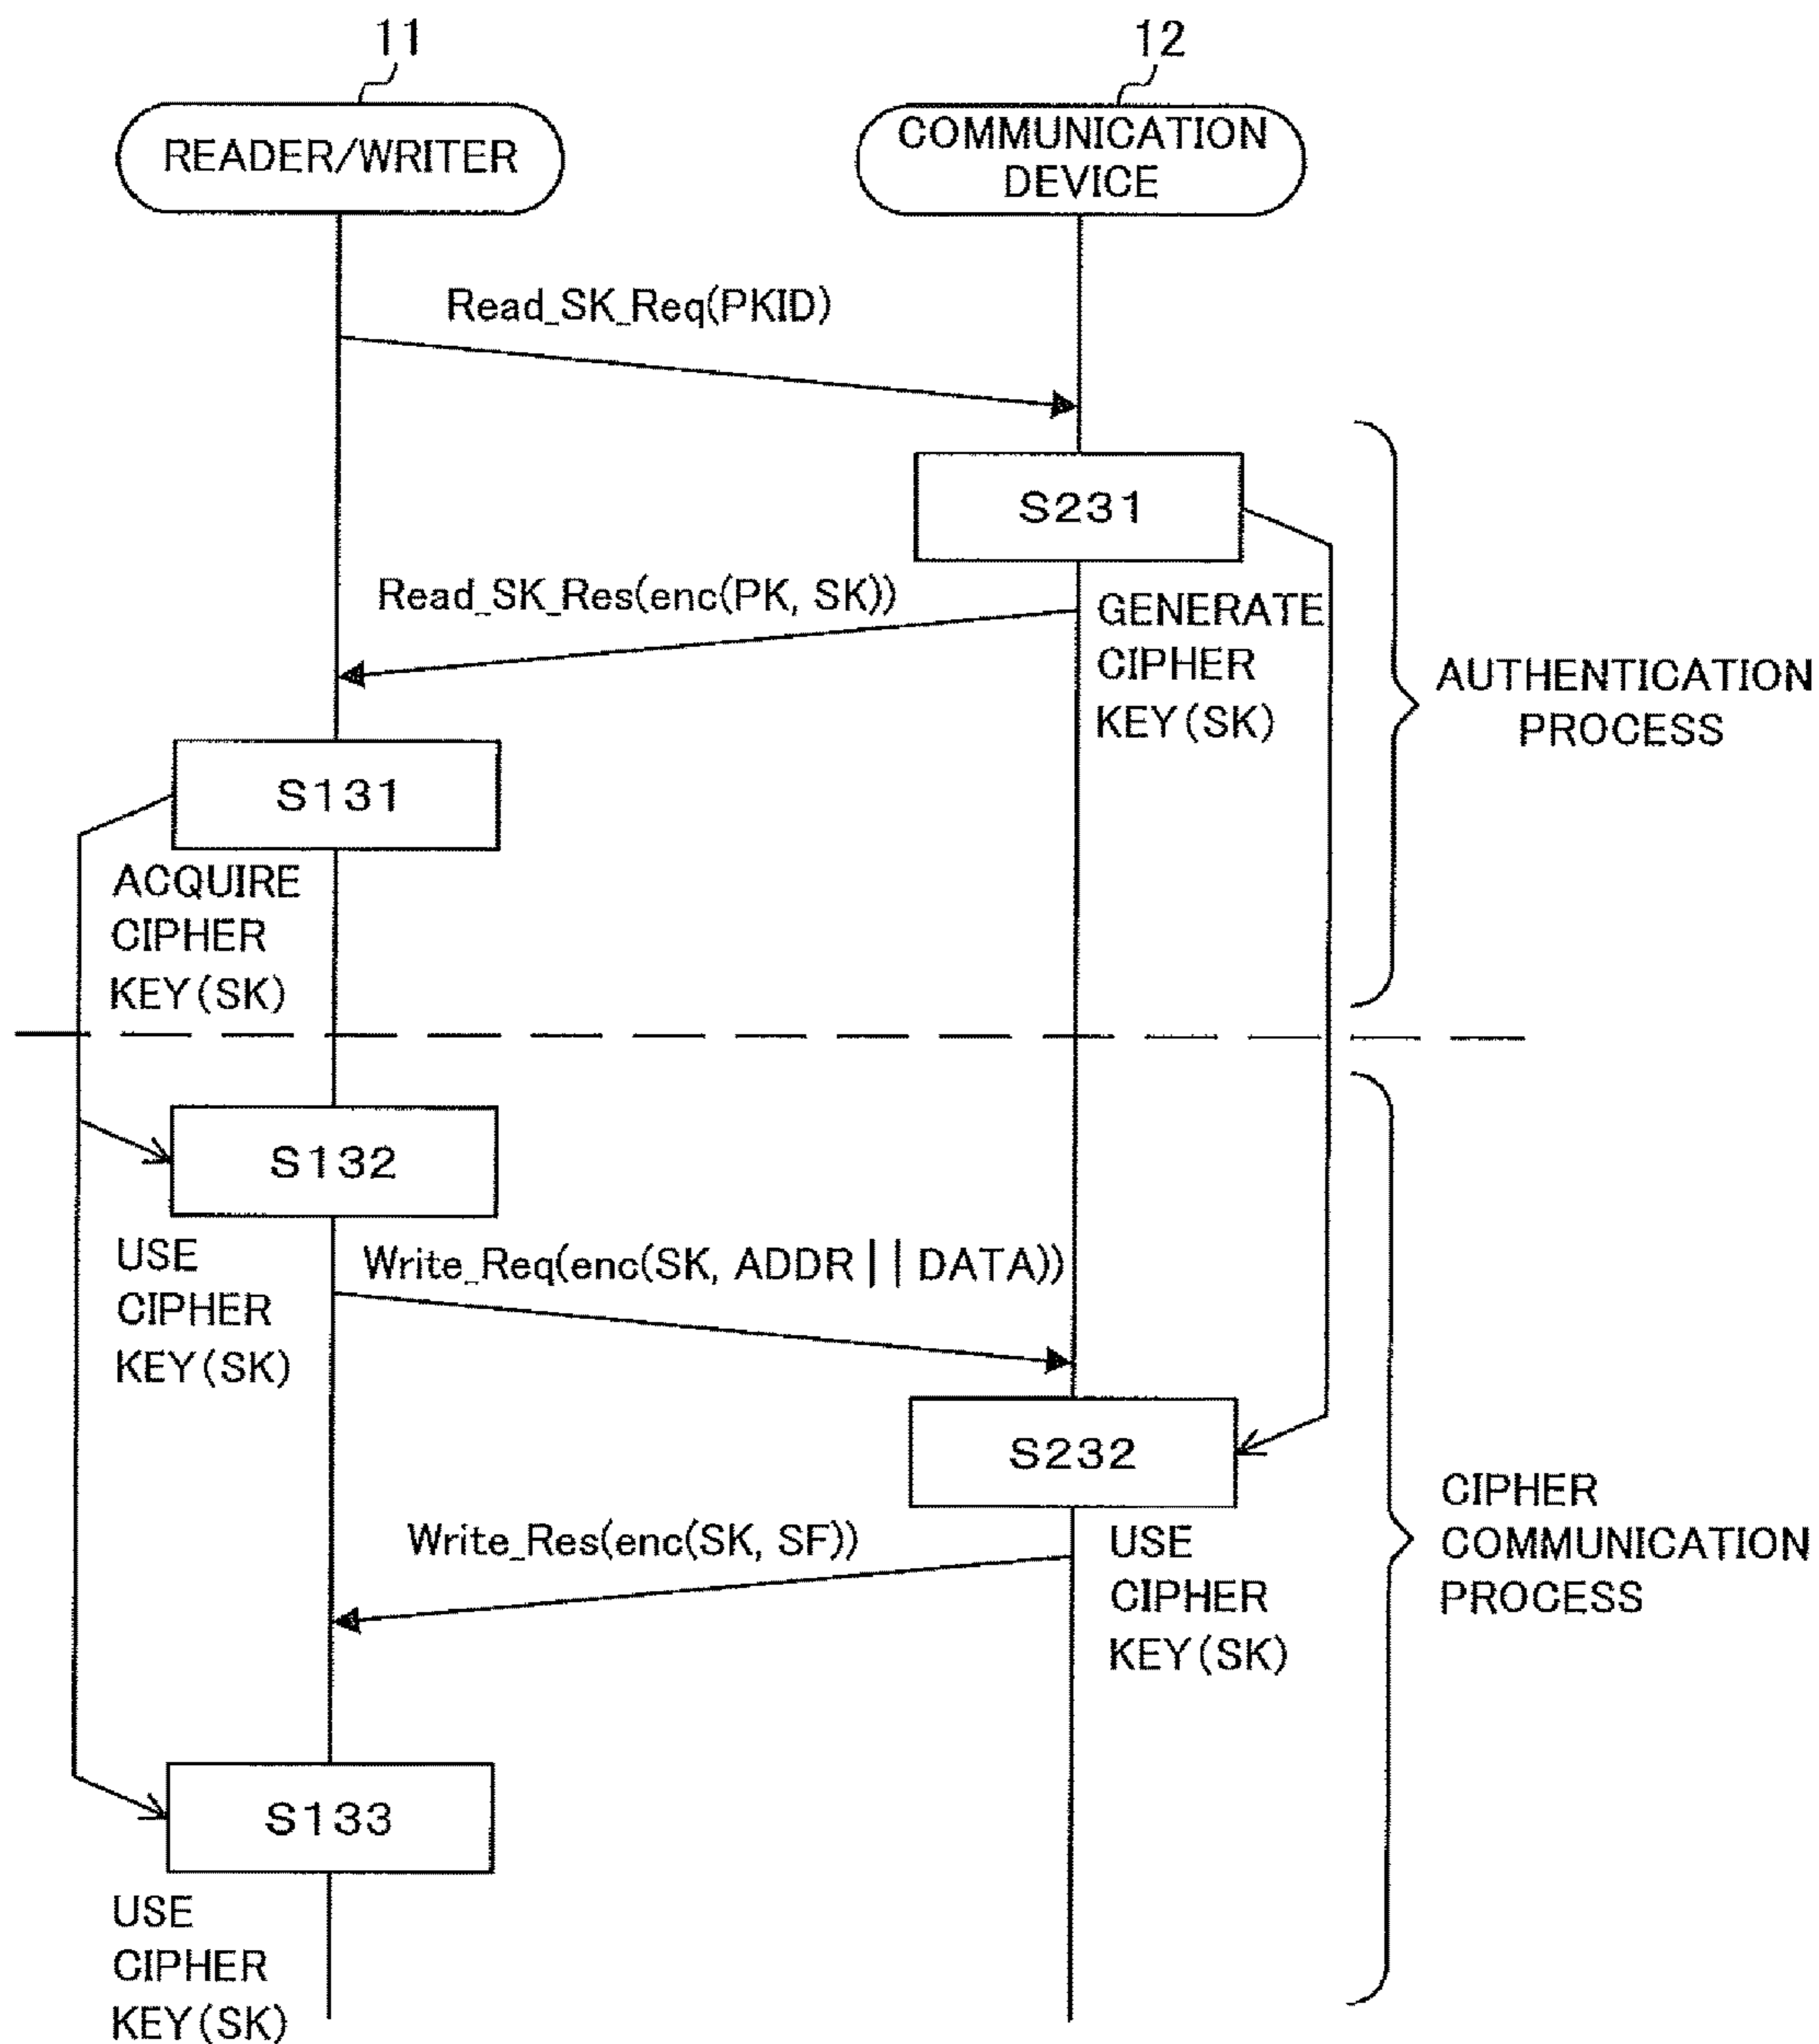 11
12
READER/WRITER
COMMUNICATION
DEVICE
Read_SK_Req(PKID)
S231
Read_SK_Res(enc(PK, SK))
GENERATE
CIPHER
KEY(SK)
AUTHENTICATION
PROCESS
S131
ACQUIRE
CIPHER
KEY(SK)
S132
USE
CIPHER
KEY(SK)
Write_Req(enc(SK, ADDR||DATA))
S232
Write_Res(enc(SK, SF))
USE
CIPHER
KEY(SK)
CIPHER
COMMUNICATION
PROCESS
S133
USE
CIPHER
KEY(SK)